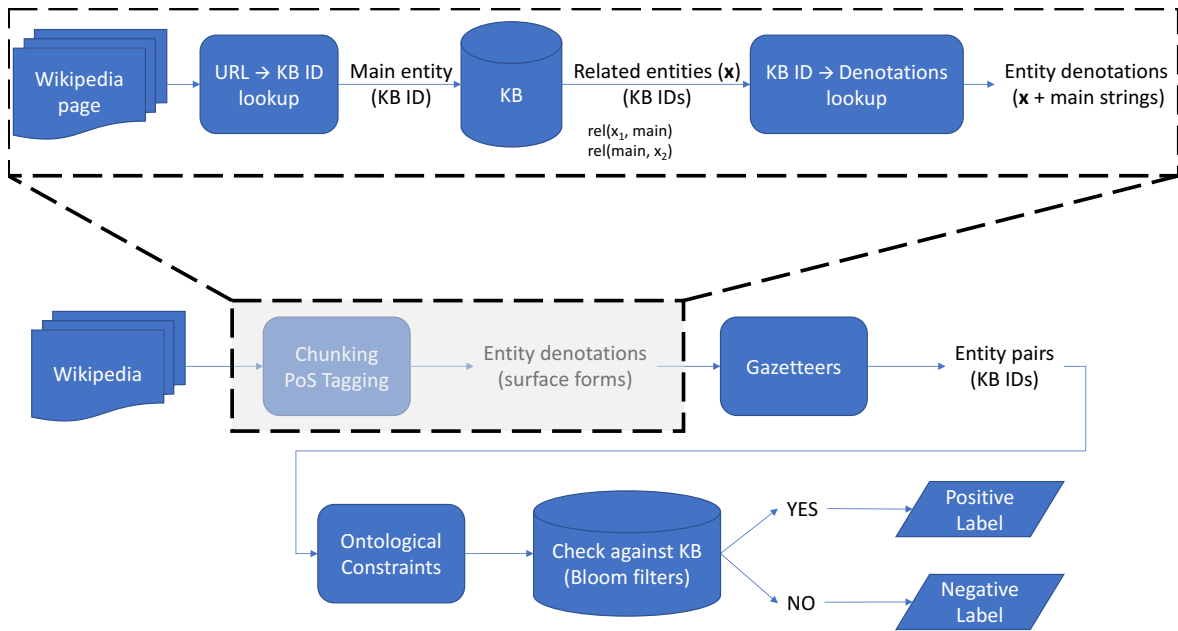 Wikipedia
page
URL → KB ID
lookup
Main entity
(KB ID)
KB
Related entities (x)
(KB IDs)
rel(x₁, main)
rel(main, x₂)
KB ID → Denotations
lookup
Entity denotations
(x + main strings)
Wikipedia
Chunking
PoS Tagging
Entity denotations
(surface forms)
Gazetteers
Entity pairs
(KB IDs)
Ontological
Constraints
Check against KB
(Bloom filters)
YES
Positive
Label
NO
Negative
Label